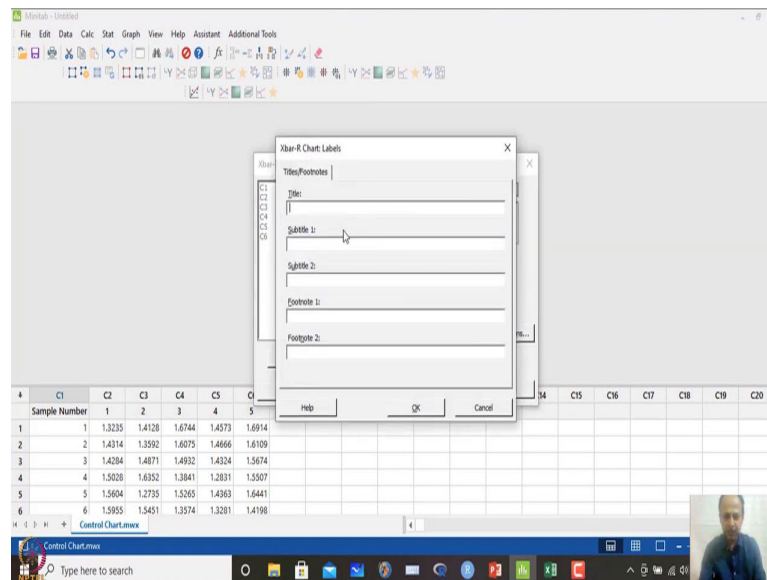 Minitab - Untitled
File Edit Data Calc Stat Graph View Help Assistant Additional Tools
Xbar-R Chart: Labels
Xbar-
Titles/Footnotes
C1
C2
C3
C4
C5
C6
Title:
Subtitle 1:
Subtitle 2:
Footnote 1:
Footnote 2:
Help OK Cancel
C1 C2 C3 C4 C5 C15 C16 C17 C18 C19 C20
Sample Number 1 2 3 4 5
1 1 1.3235 1.4128 1.6744 1.4573 1.6914
2 2 1.4314 1.3592 1.6075 1.4666 1.6109
3 3 1.4284 1.4871 1.4932 1.4324 1.5674
4 4 1.5028 1.6352 1.3841 1.2831 1.5507
5 5 1.5604 1.2735 1.5265 1.4363 1.6441
6 6 1.5955 1.5451 1.3574 1.3281 1.4198
Control Chart.mwx
Control Chart.mwx
Type here to search
NPTEL